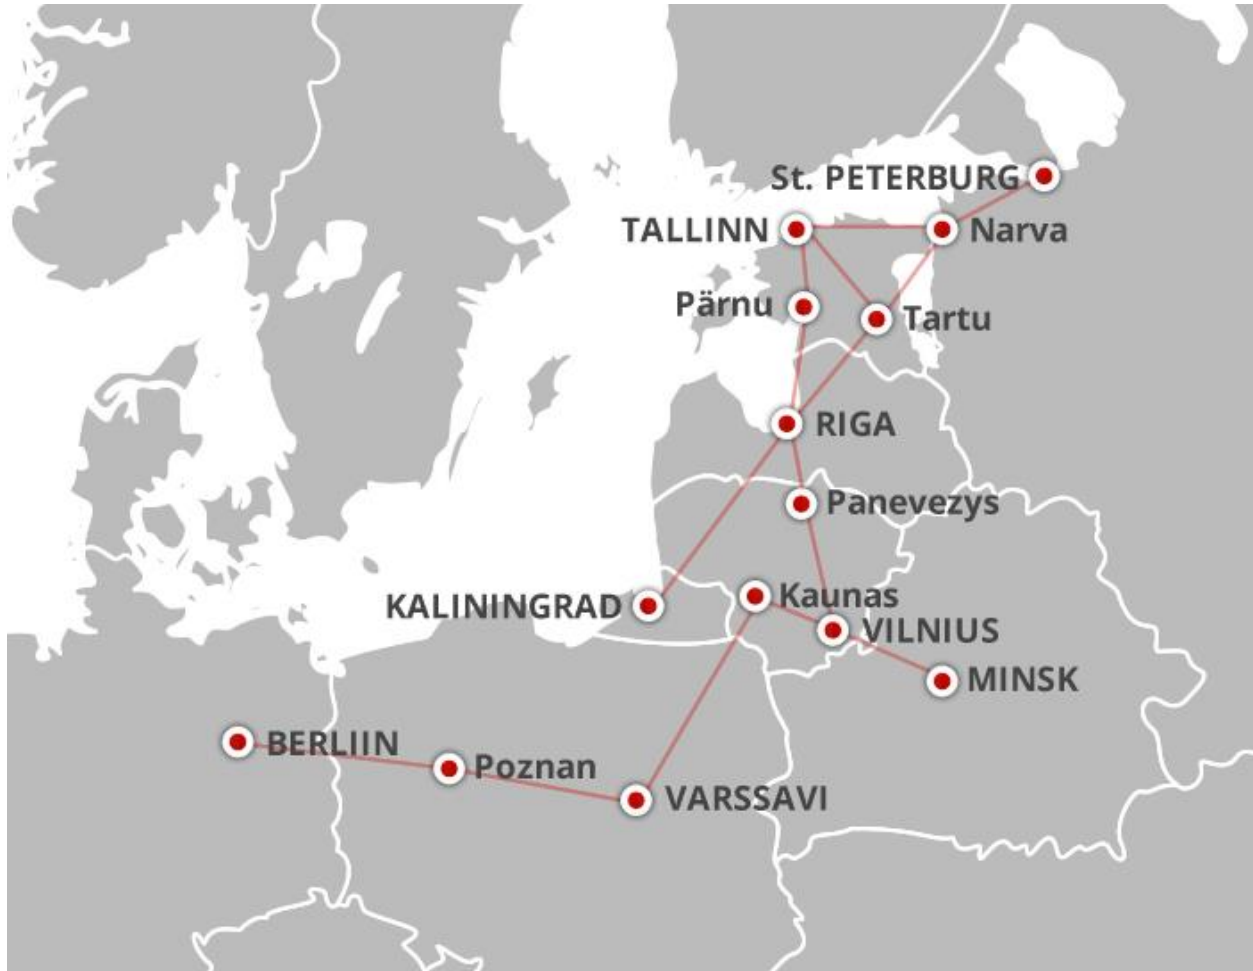 St. PETERBURG
TALLINN
Narva
Pärnu
Tartu
RIGA
Panevezys
Kaunas
KALININGRAD
VILNIUS
MINSK
BERLIIN
Poznan
VARSSAVI